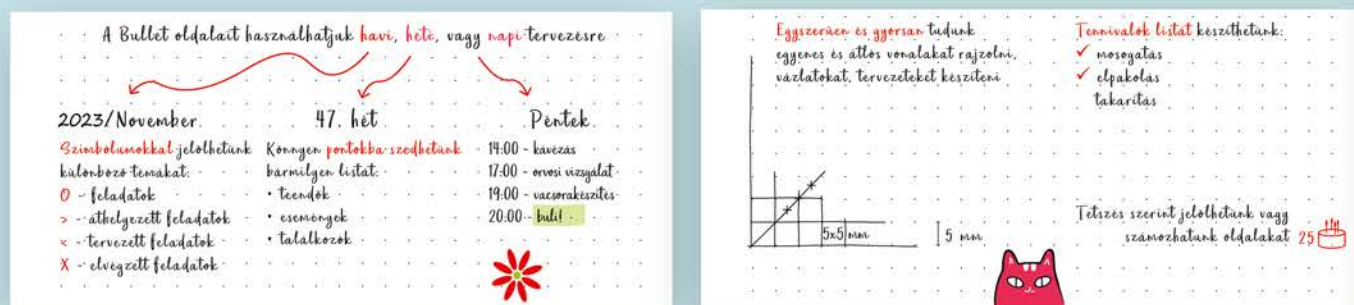 A Bullet oldalait használhatjuk havi, heti, vagy napi tervezésre
2023/November
Szimbólumokkal jelölhetünk
különböző témákat:
O - feladatok
> - áthelyezett feladatok
< - tervezett feladatok
X - elvégzett feladatok
47. hét
Könnyen pontokba szedhetünk
bármilyen listát:
• teendők
• események
• találkozók
Péntek
14:00 - kávézás
17:00 - orvosi vizsgálat
19:00 - vacsorakészítés
20:00 - buli!
Egyszerűen és gyorsan tudunk
egyenes és átlós vonalakat rajzolni,
vázlatokat, tervezeteket készíteni
5x5 mm
5 mm
Tennivalók listát készíthetünk:
✓ mosogatás
✓ elpakolás
takarítás
Tetszés szerint jelölhetünk vagy
számozhatunk oldalakat 25